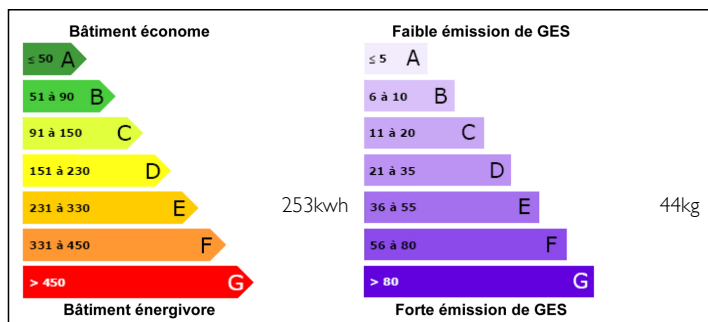 Bâtiment économe
≤ 50 A
51 à 90 B
91 à 150 C
151 à 230 D
231 à 330 E 253kwh
331 à 450 F
> 450 G
Bâtiment énergivore
Faible émission de GES
≤ 5 A
6 à 10 B
11 à 20 C
21 à 35 D
36 à 55 E 44kg
56 à 80 F
> 80 G
Forte émission de GES